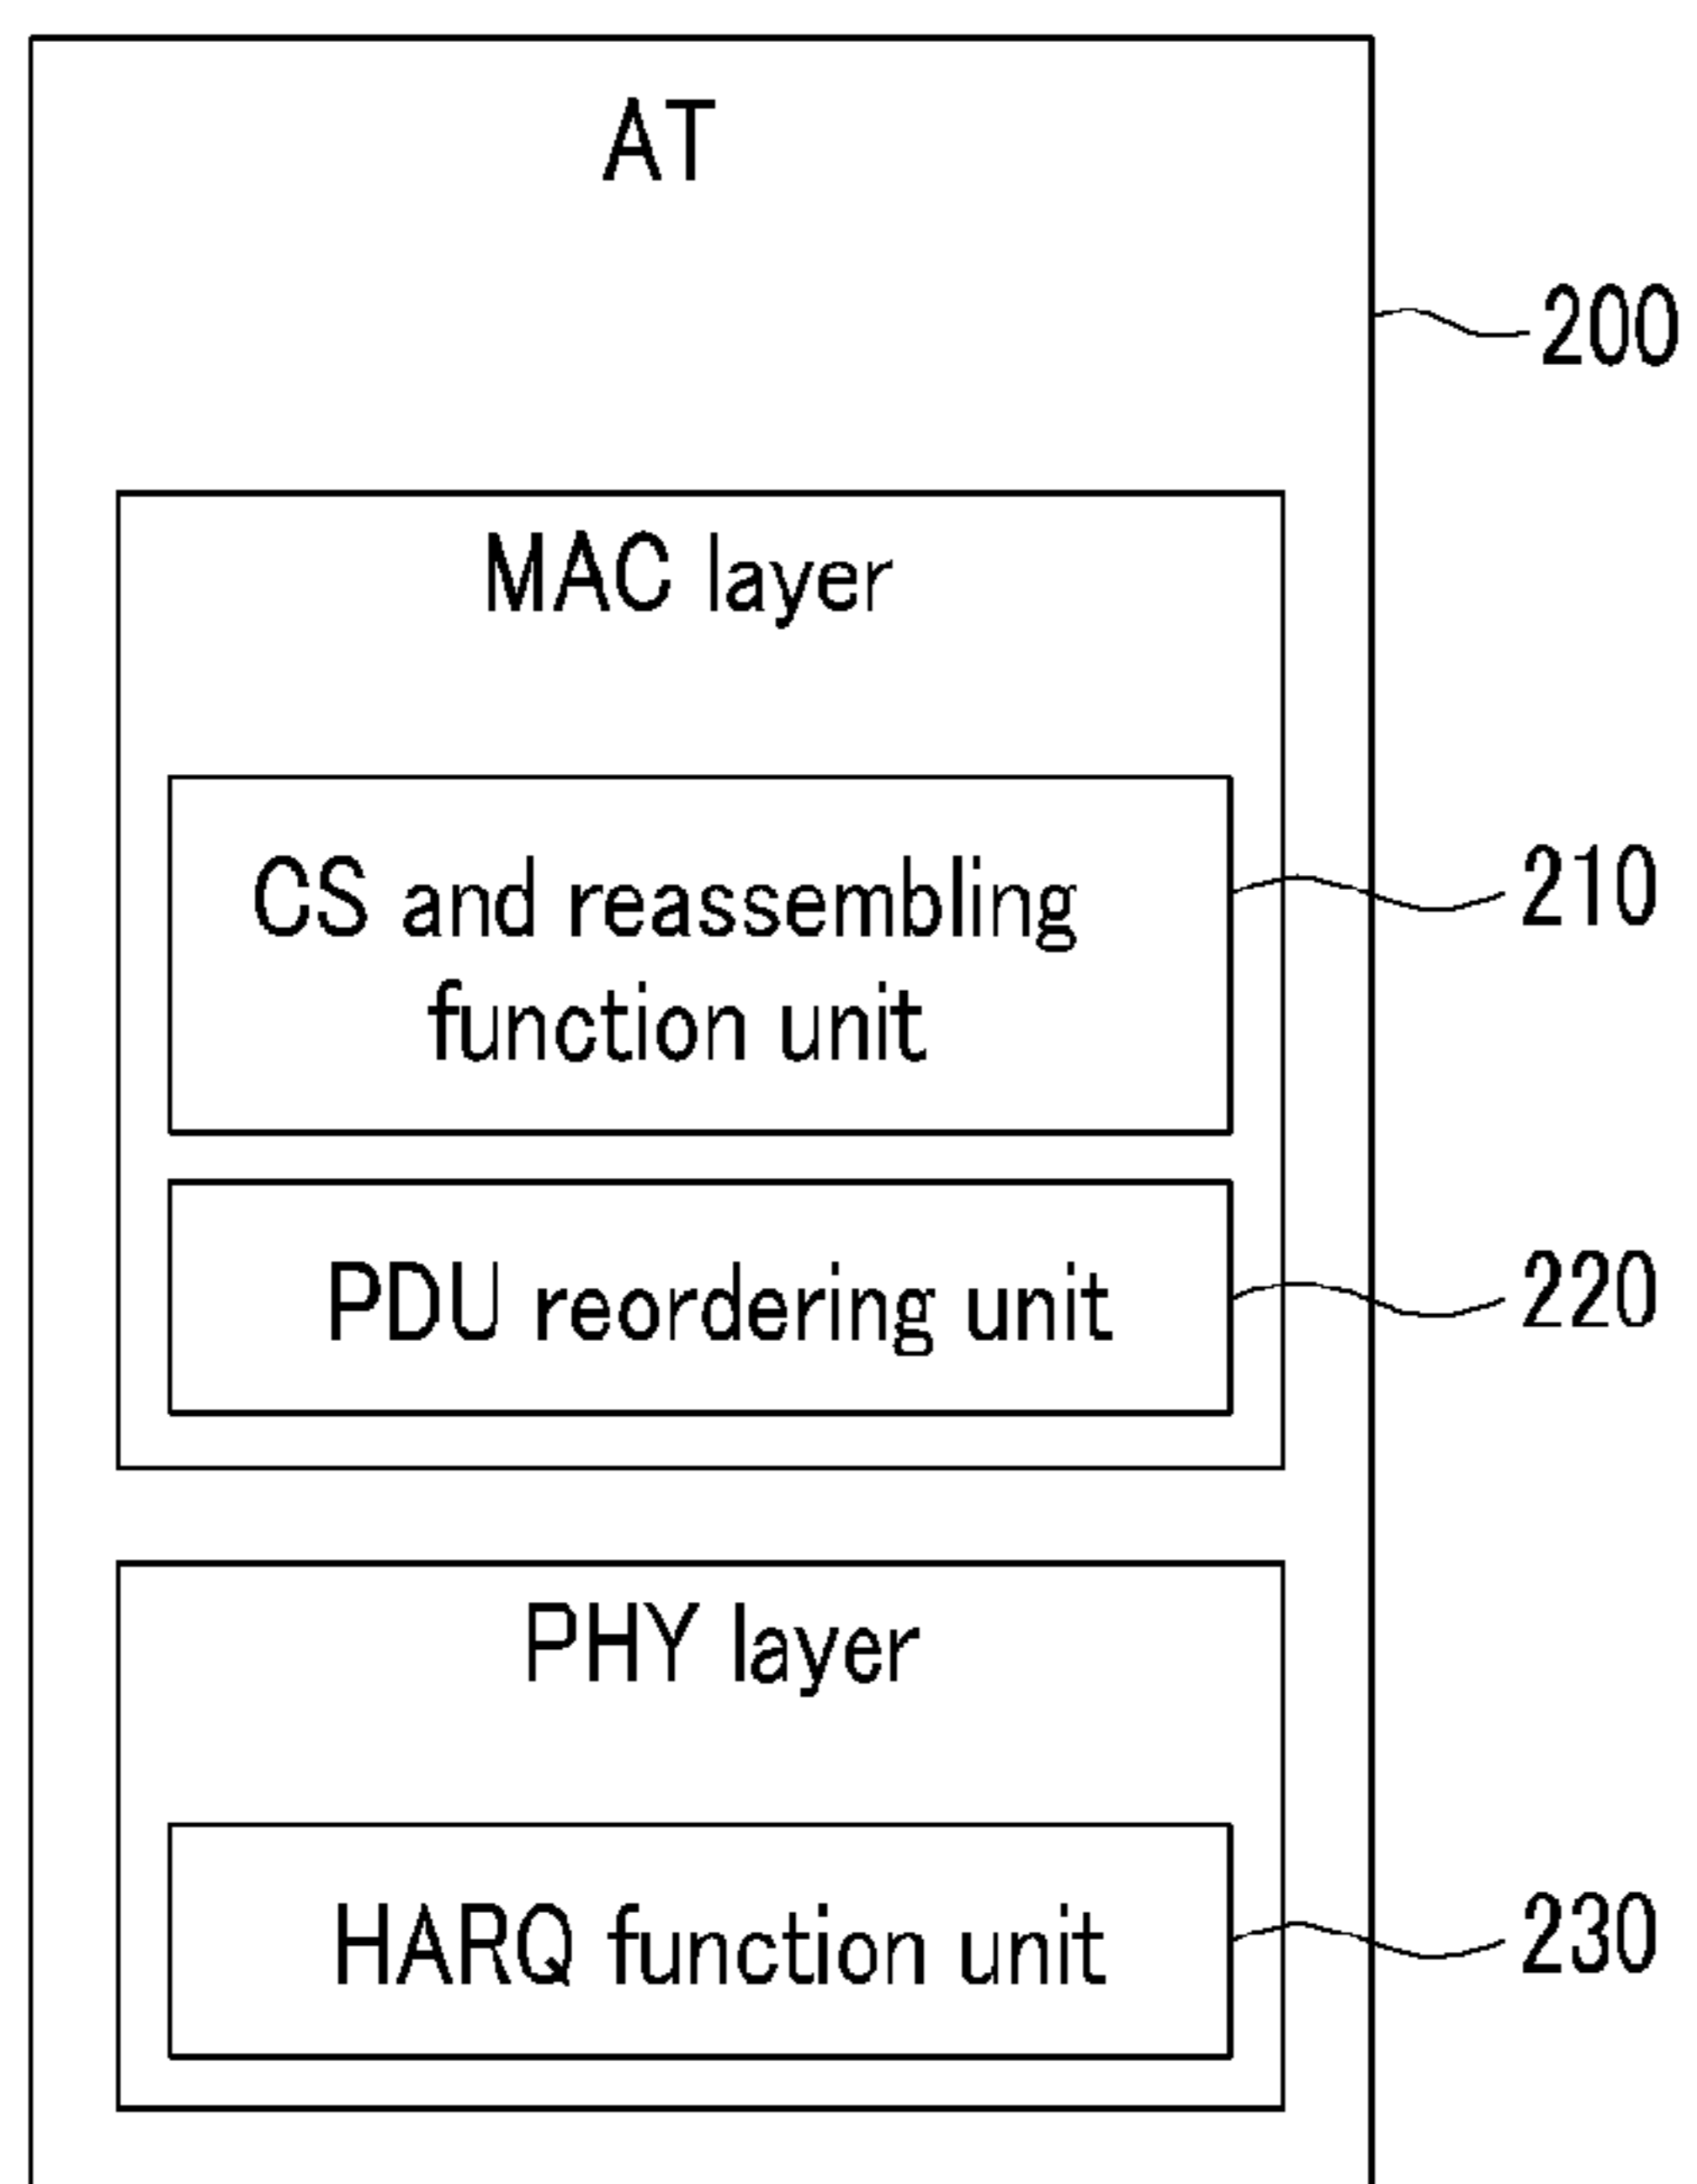 AT
200
MAC layer
CS and reassembling
function unit
210
PDU reordering unit
220
PHY layer
HARQ function unit
230